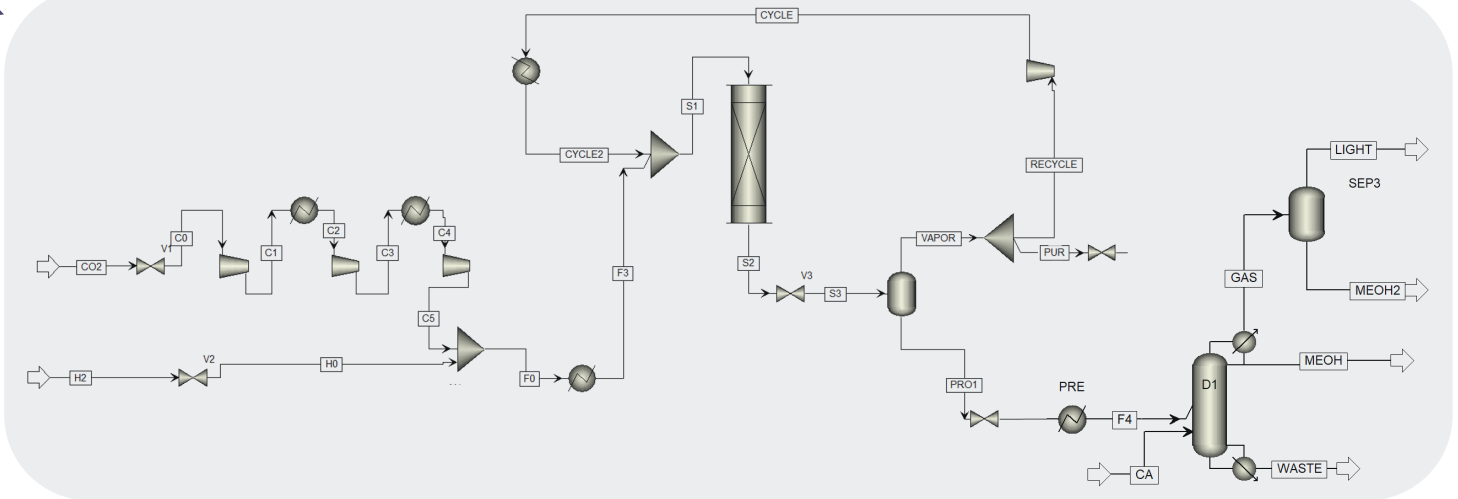 CYCLE
S1
CYCLE2
RECYCLE
LIGHT
SEP3
C0
V1
C1
C2
C3
C4
CO2
VAPOR
PUR
S2
F3
V3
S3
GAS
MEOH2
C5
V2
H0
H2
F0
PRO1
PRE
D1
MEOH
F4
CA
WASTE